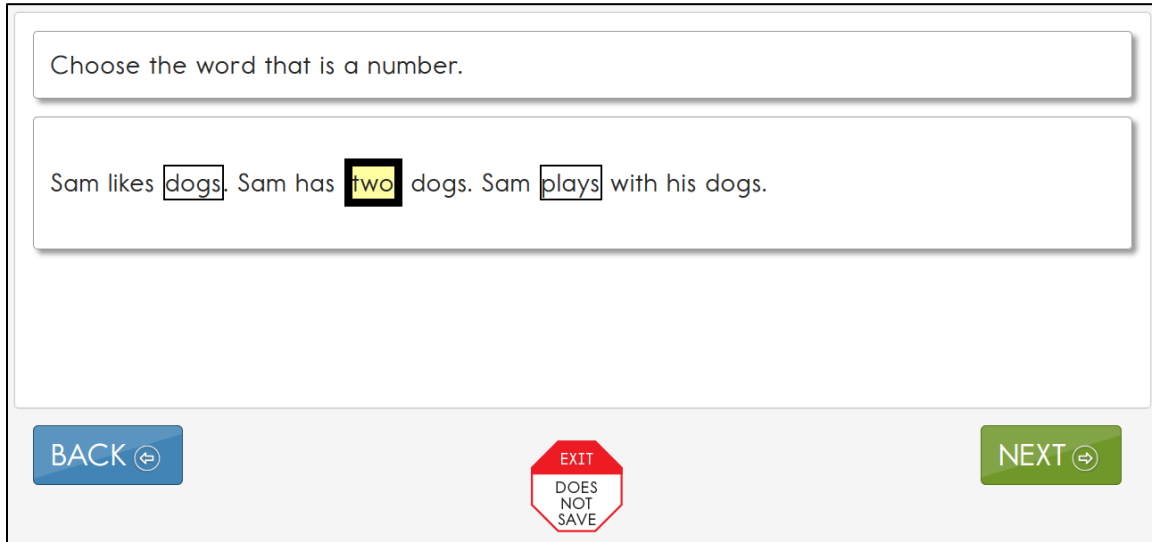 Choose the word that is a number.
Sam likes dogs. Sam has two dogs. Sam plays with his dogs.
BACK
EXIT
DOES
NOT
SAVE
NEXT